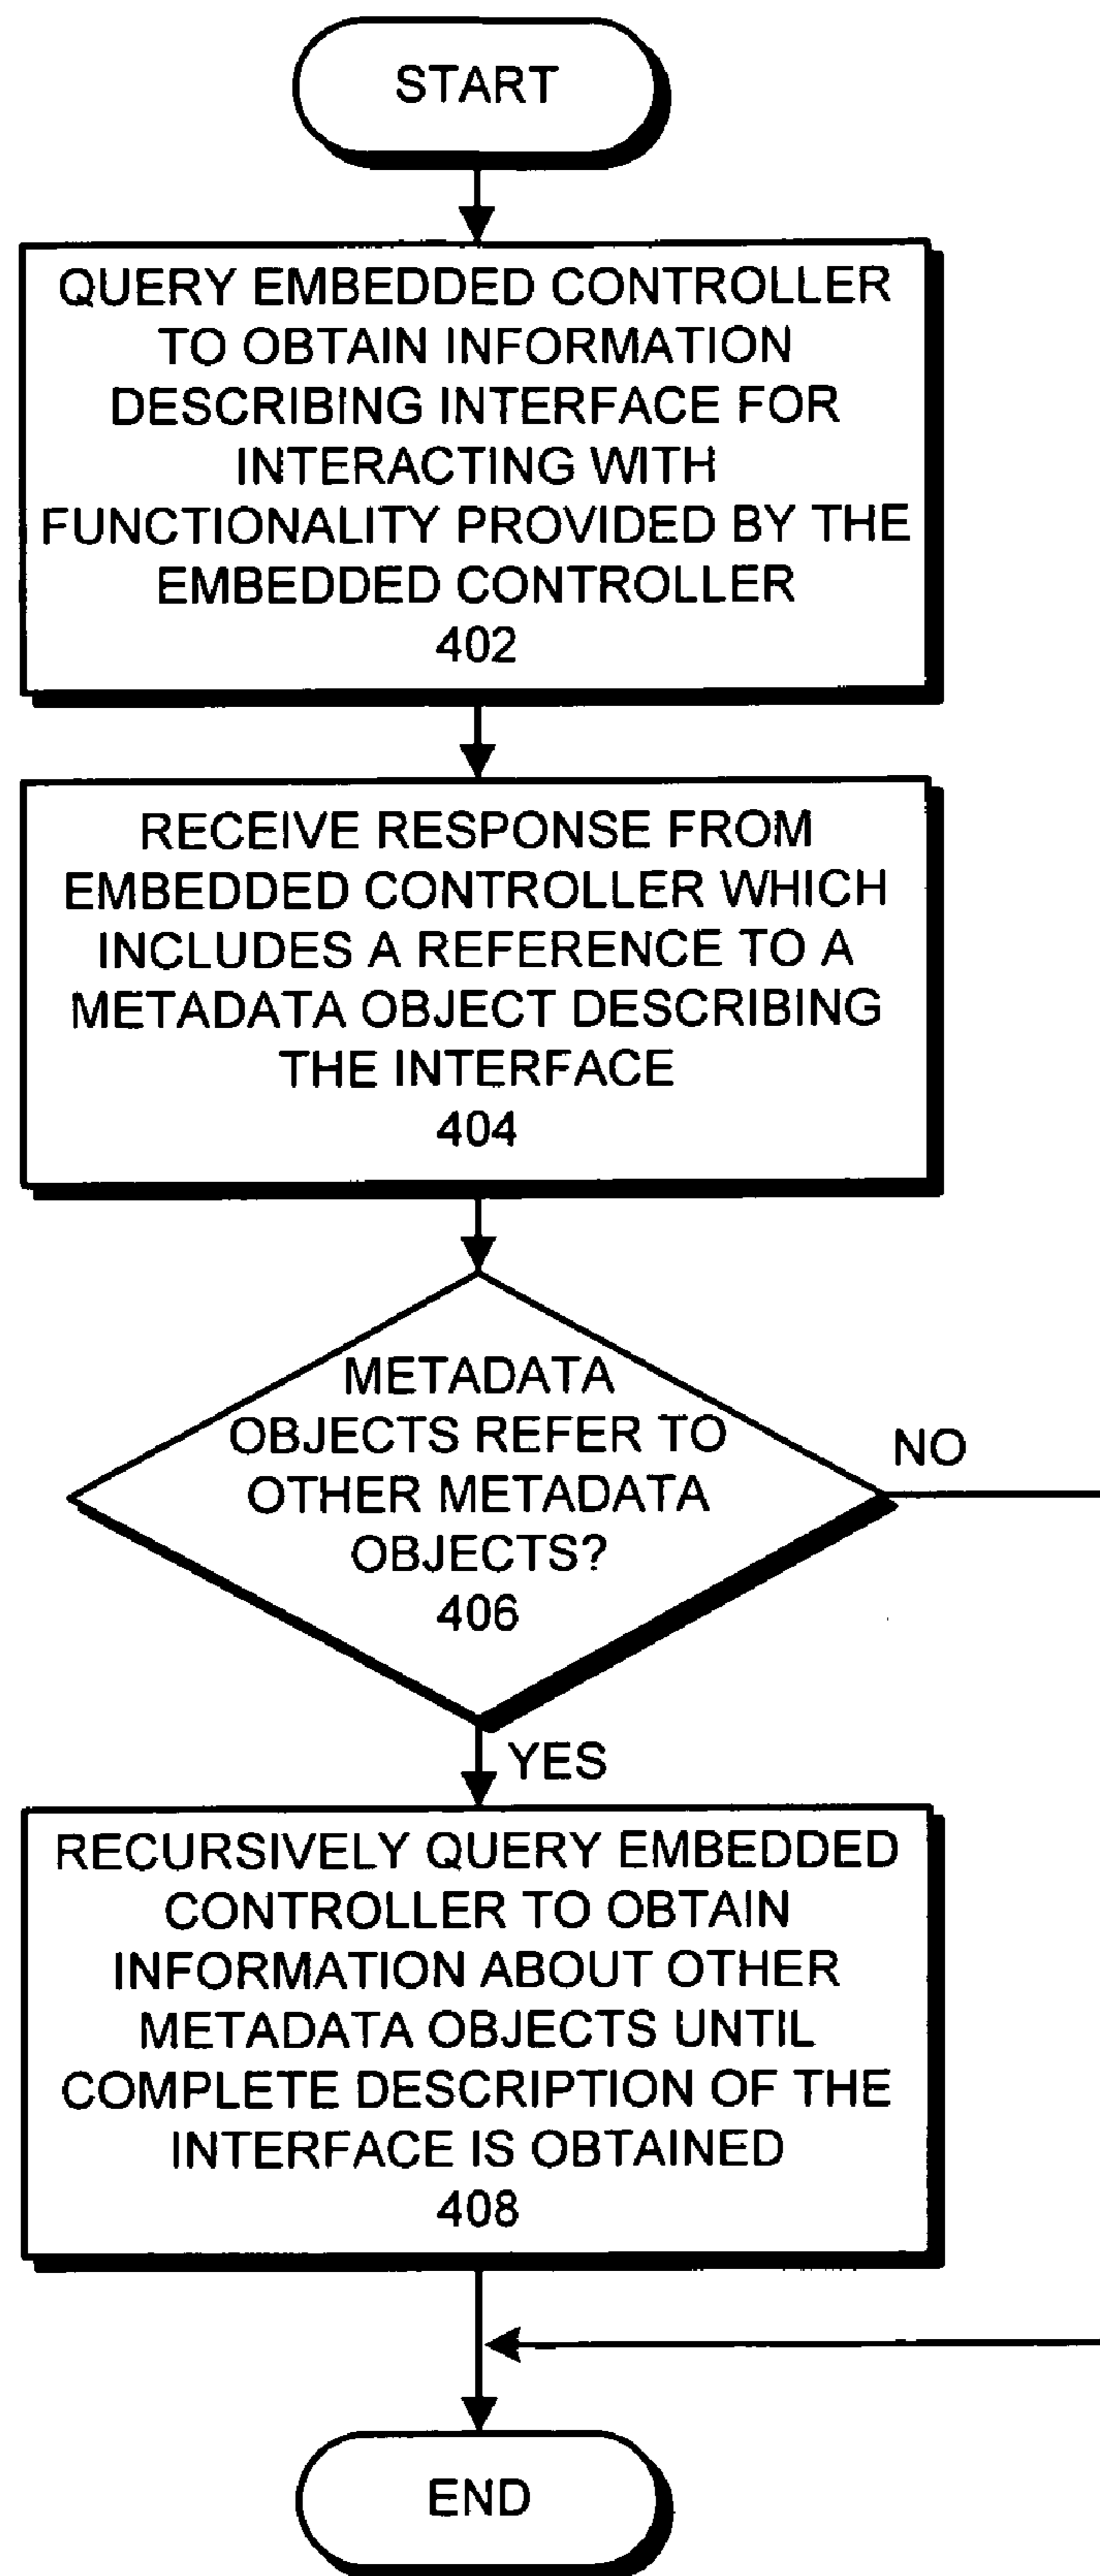 START
QUERY EMBEDDED CONTROLLER
TO OBTAIN INFORMATION
DESCRIBING INTERFACE FOR
INTERACTING WITH
FUNCTIONALITY PROVIDED BY THE
EMBEDDED CONTROLLER
402
RECEIVE RESPONSE FROM
EMBEDDED CONTROLLER WHICH
INCLUDES A REFERENCE TO A
METADATA OBJECT DESCRIBING
THE INTERFACE
404
METADATA
OBJECTS REFER TO
OTHER METADATA
OBJECTS?
406
NO
YES
RECURSIVELY QUERY EMBEDDED
CONTROLLER TO OBTAIN
INFORMATION ABOUT OTHER
METADATA OBJECTS UNTIL
COMPLETE DESCRIPTION OF THE
INTERFACE IS OBTAINED
408
END